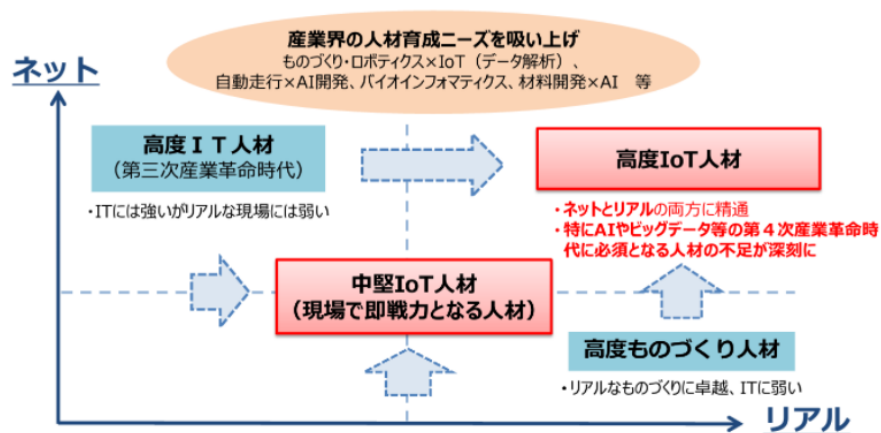 産業界の人材育成ニーズを吸い上げ
ものづくり・ロボティクス×IoT（データ解析）、
自動走行×AI開発、バイオインフォマティクス、材料開発×AI　等
ネット
高度ＩＴ人材
（第三次産業革命時代）
・ITには強いがリアルな現場には弱い
高度IoT人材
・ネットとリアルの両方に精通
・特にAIやビッグデータ等の第４次産業革命時
代に必須となる人材の不足が深刻に
中堅IoT人材
（現場で即戦力となる人材）
高度ものづくり人材
・リアルなものづくりに卓越、ITに弱い
リアル